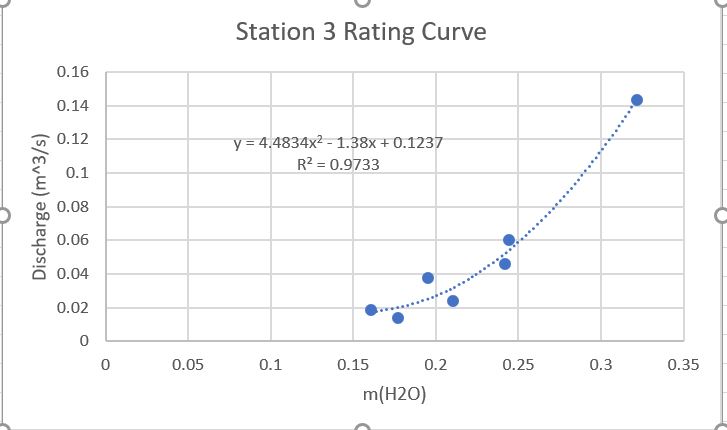 Station 3 Rating Curve
0.16
0.14
0.12
0.1
0.08
0.06
0.04
0.02
0
Discharge (m^3/s)
y = 4.4834x² - 1.38x + 0.1237
R² = 0.9733
0 0.05 0.1 0.15 0.2 0.25 0.3 0.35
m(H2O)